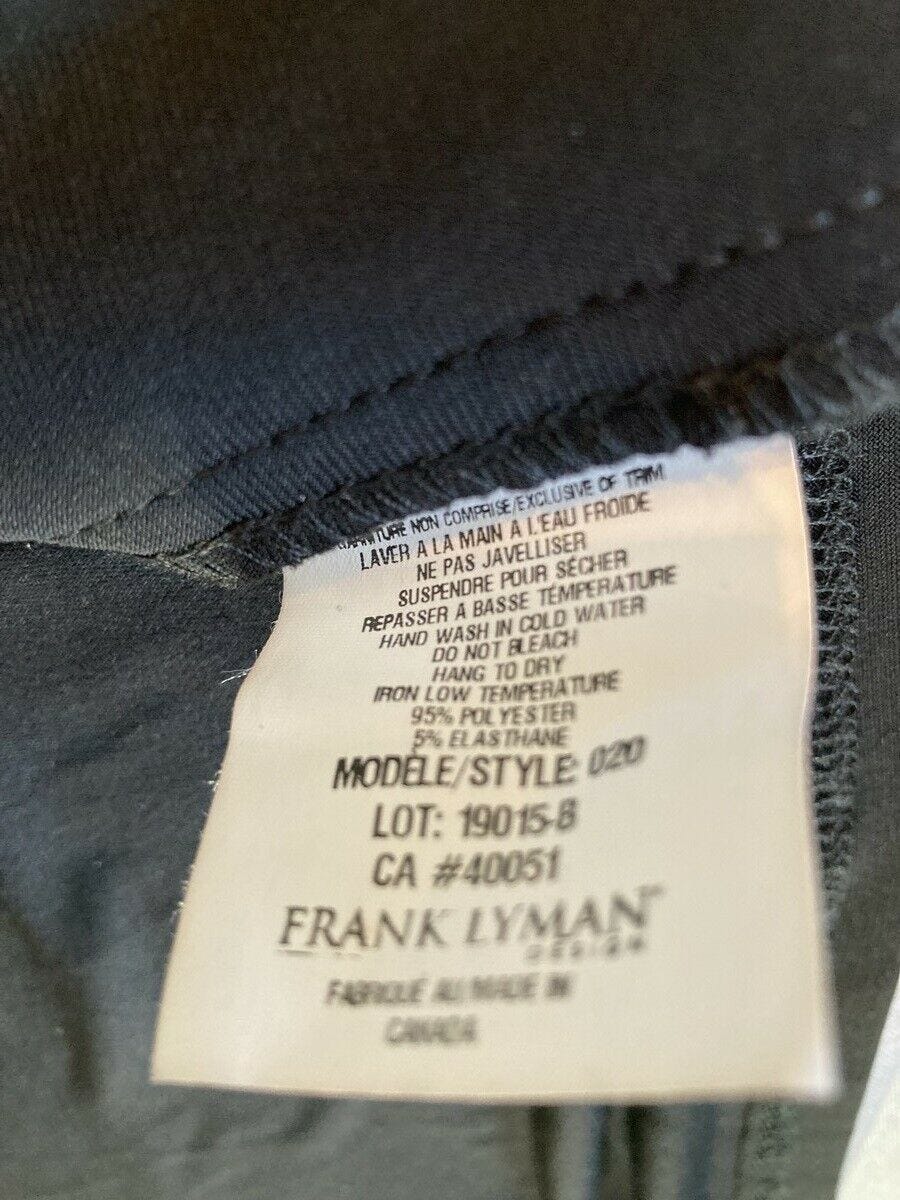 GARNITURE NON COMPRISE/EXCLUSIVE OF TRIM
LAVER A LA MAIN A L'EAU FROIDE
NE PAS JAVELLISER
SUSPENDRE POUR SÉCHER
REPASSER A BASSE TEMPERATURE
HAND WASH IN COLD WATER
DO NOT BLEACH
HANG TO DRY
IRON LOW TEMPERATURE
95% POLYESTER
5% ELASTHANE
MODÈLE/STYLE: 020
LOT: 19015-8
CA #40051
FRANK LYMAN
DESIGN
FABRIQUÉ AU/MADE IN
CANADA